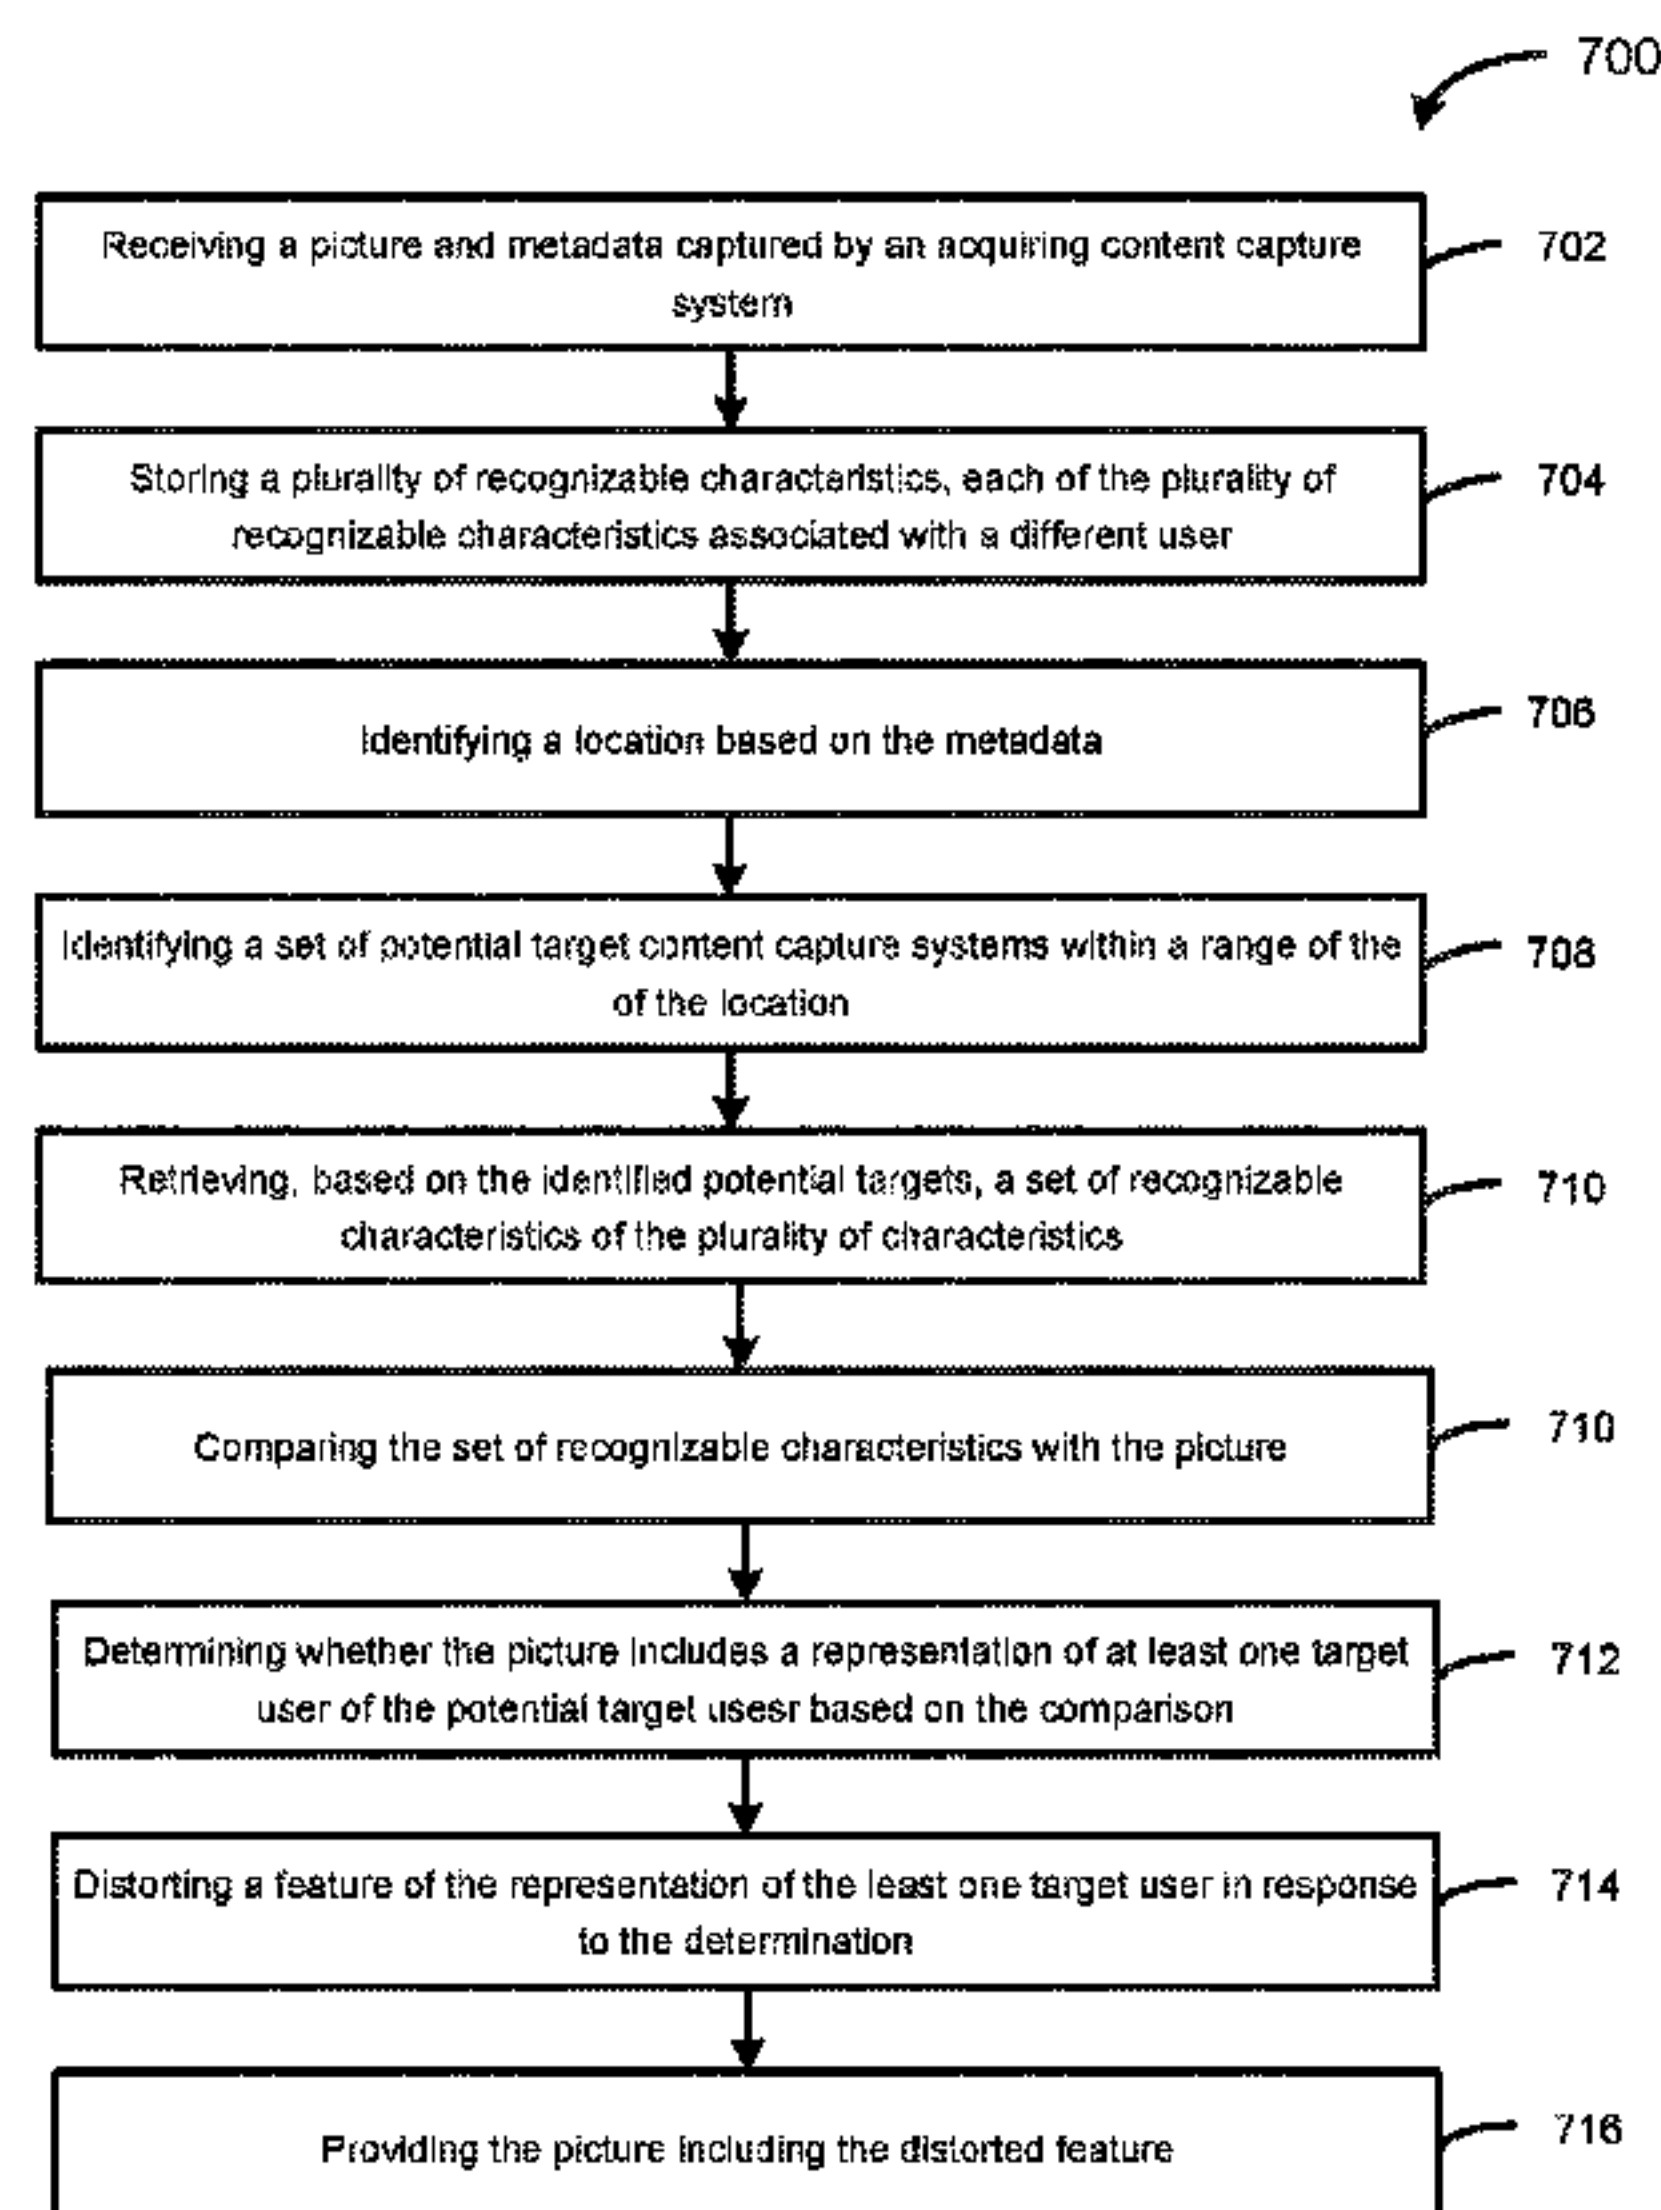 700
Receiving a picture and metadata captured by an acquiring content capture
system
702
Storing a plurality of recognizable characteristics, each of the plurality of
recognizable characteristics associated with a different user
704
Identifying a location based on the metadata
706
Identifying a set of potential target content capture systems within a range of the
of the location
708
Retrieving, based on the identified potential targets, a set of recognizable
characteristics of the plurality of characteristics
710
Comparing the set of recognizable characteristics with the picture
710
Determining whether the picture includes a representation of at least one target
user of the potential target usesr based on the comparison
712
Distorting a feature of the representation of the least one target user in response
to the determination
714
Providing the picture including the distorted feature
716